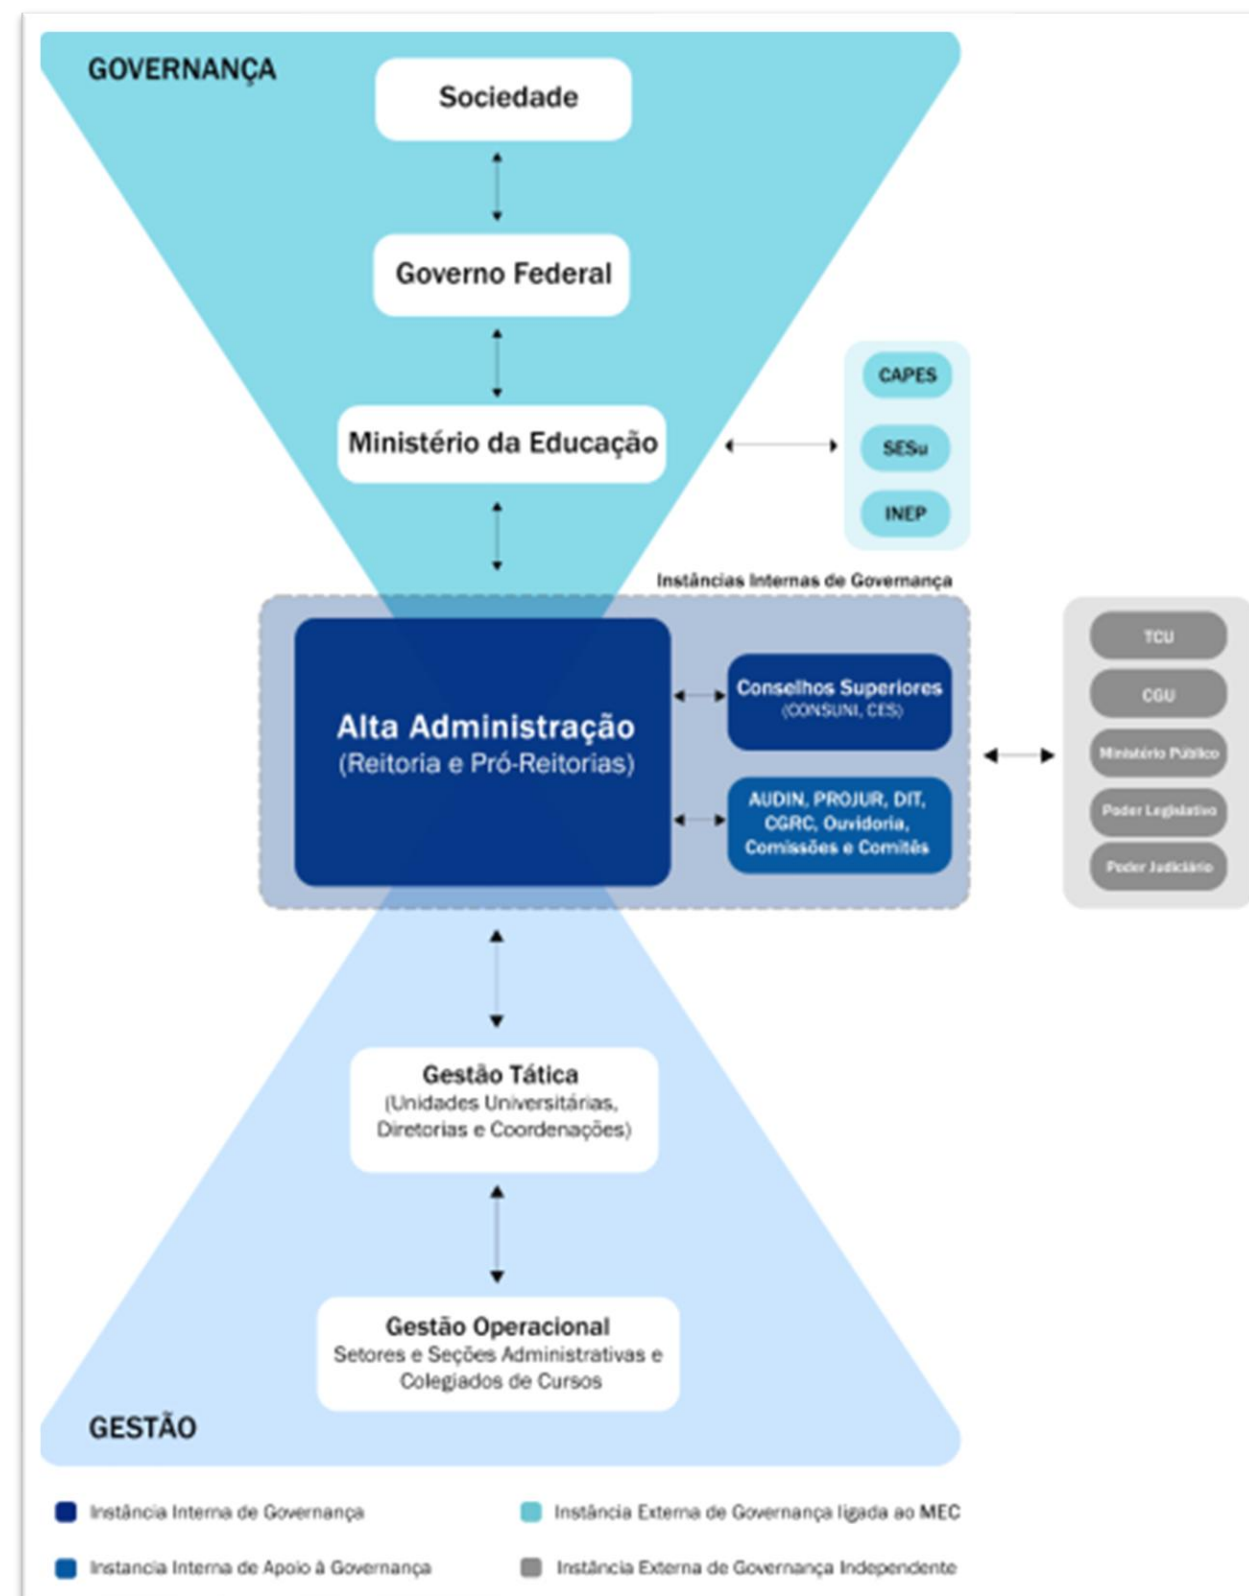 GOVERNANÇA
Sociedade
Governo Federal
Ministério da Educação
CAPES
SESu
INEP
Instâncias Internas de Governança
Alta Administração
(Reitoria e Pró-Reitorias)
Conselhos Superiores
(CONSUNI, CES)
AUDIN, PROJUR, DIT,
CGRC, Ouvidoria,
Comissões e Comitês
TCU
CGU
Ministério Público
Poder Legislativo
Poder Judiciário
Gestão Tática
(Unidades Universitárias,
Diretorias e Coordenações)
Gestão Operacional
Setores e Seções Administrativas e
Colegiados de Cursos
GESTÃO
Instância Interna de Governança
Instância Externa de Governança ligada ao MEC
Instancia Interna de Apoio à Governança
Instância Externa de Governança Independente